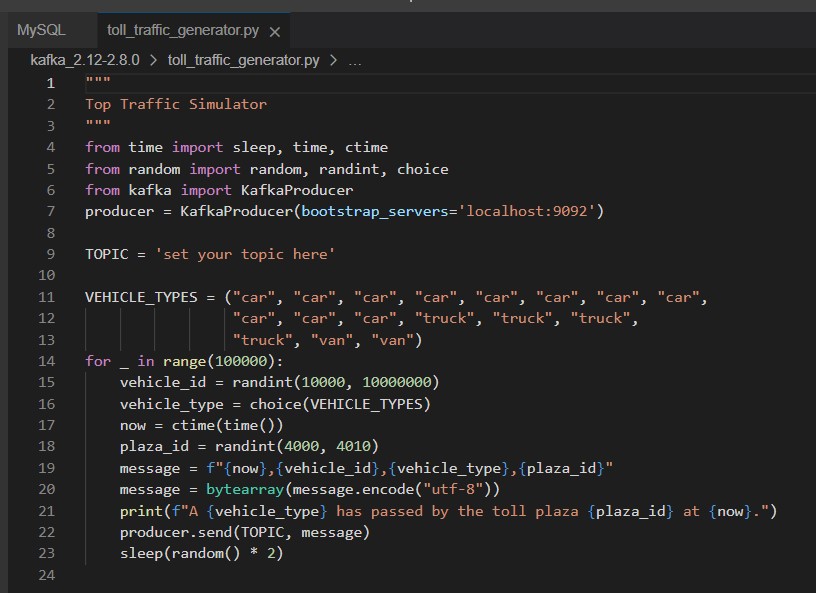 MySQL
toll_traffic_generator.py ×
kafka_2.12-2.8.0 > toll_traffic_generator.py > ...
1 """
2 Top Traffic Simulator
3 """
4 from time import sleep, time, ctime
5 from random import random, randint, choice
6 from kafka import KafkaProducer
7 producer = KafkaProducer(bootstrap_servers='localhost:9092')
8
9 TOPIC = 'set your topic here'
10
11 VEHICLE_TYPES = ("car", "car", "car", "car", "car", "car", "car", "car",
12 "car", "car", "car", "truck", "truck", "truck",
13 "truck", "van", "van")
14 for _ in range(100000):
15 vehicle_id = randint(10000, 10000000)
16 vehicle_type = choice(VEHICLE_TYPES)
17 now = ctime(time())
18 plaza_id = randint(4000, 4010)
19 message = f"{now},{vehicle_id},{vehicle_type},{plaza_id}"
20 message = bytearray(message.encode("utf-8"))
21 print(f"A {vehicle_type} has passed by the toll plaza {plaza_id} at {now}.")
22 producer.send(TOPIC, message)
23 sleep(random() * 2)
24